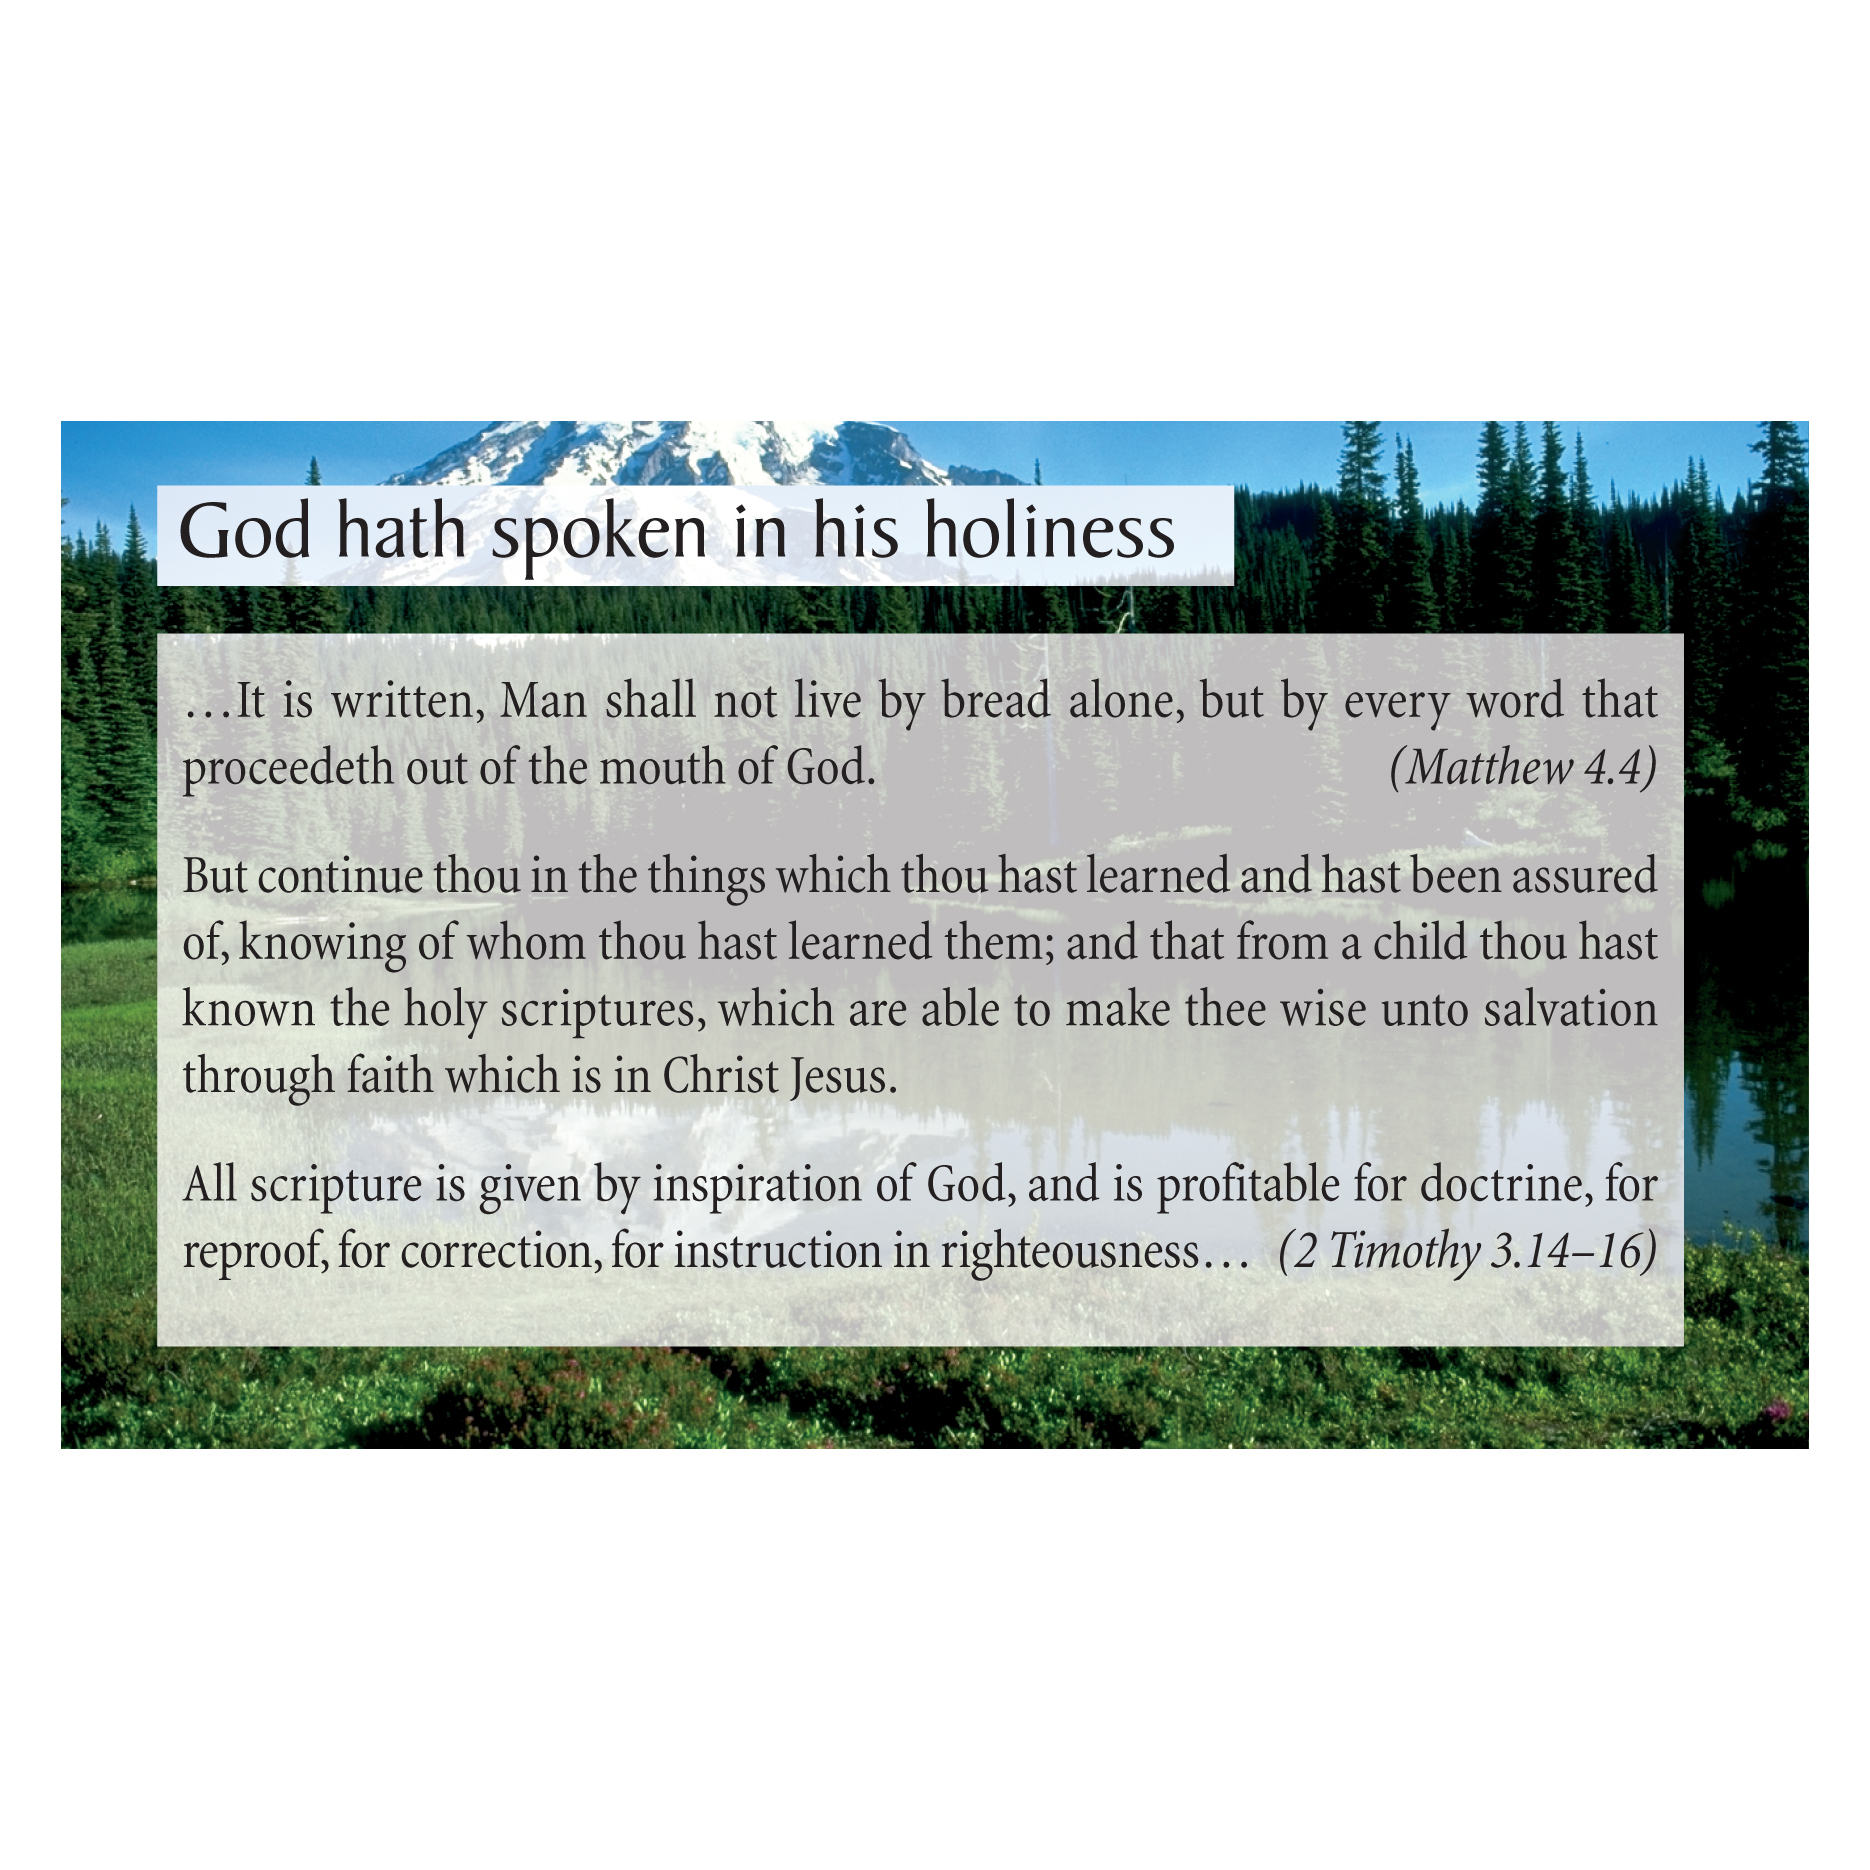 God hath spoken in his holiness
…It is written, Man shall not live by bread alone, but by every word that
proceedeth out of the mouth of God. (Matthew 4.4)
But continue thou in the things which thou hast learned and hast been assured
of, knowing of whom thou hast learned them; and that from a child thou hast
known the holy scriptures, which are able to make thee wise unto salvation
through faith which is in Christ Jesus.
All scripture is given by inspiration of God, and is profitable for doctrine, for
reproof, for correction, for instruction in righteousness… (2 Timothy 3.14–16)